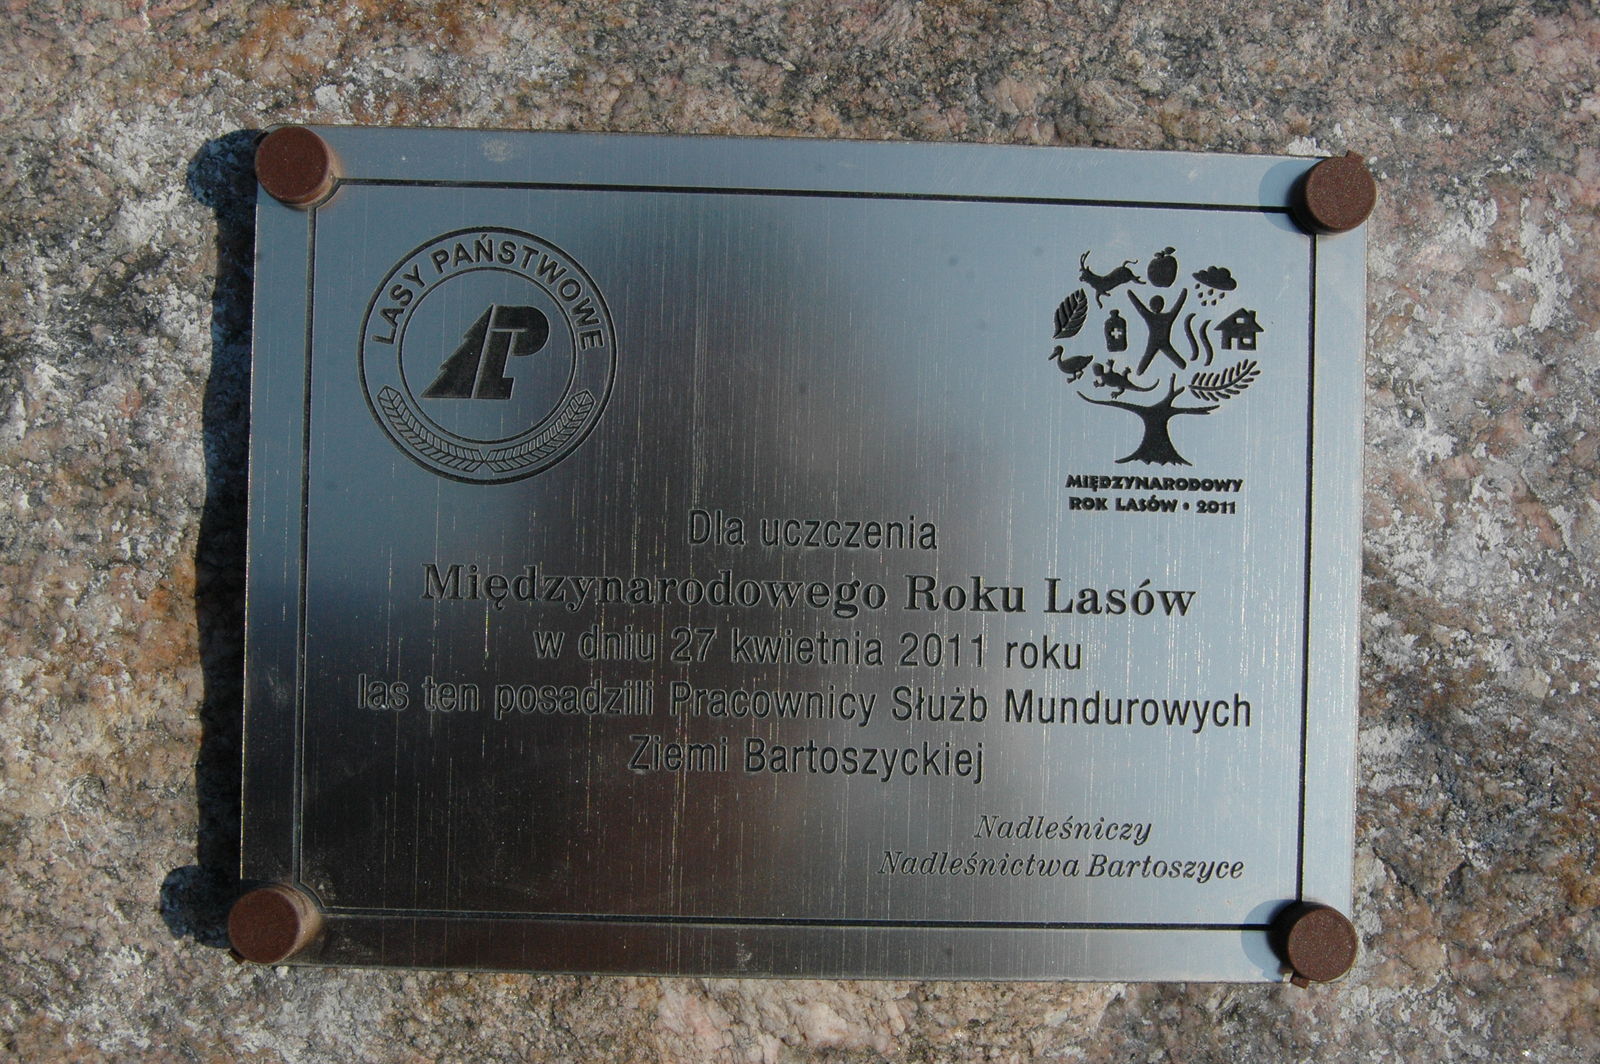 LASY PAŃSTWOWE
LP
MIĘDZYNARODOWY
ROK LASÓW • 2011
Dla uczczenia
Międzynarodowego Roku Lasów
w dniu 27 kwietnia 2011 roku
las ten posadzili Pracownicy Służb Mundurowych
Ziemi Bartoszyckiej
Nadleśniczy
Nadleśnictwa Bartoszyce